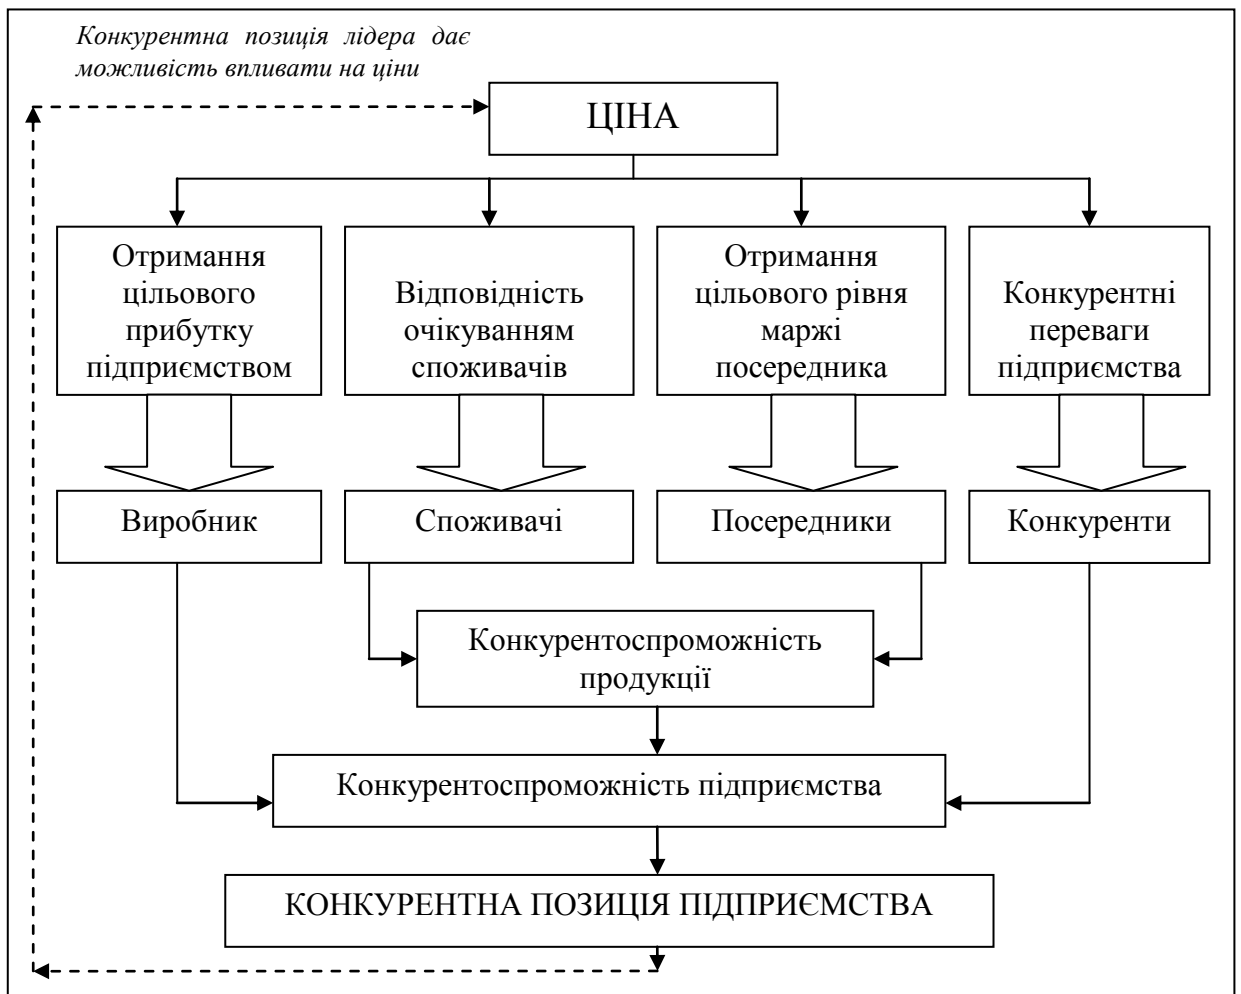 Конкурентна позиція лідера дає
можливість впливати на ціни
ЦІНА
Отримання
цільового
прибутку
підприємством
Відповідність
очікуванням
споживачів
Отримання
цільового рівня
маржі
посередника
Конкурентні
переваги
підприємства
Виробник
Споживачі
Посередники
Конкуренти
Конкурентоспроможність
продукції
Конкурентоспроможність підприємства
КОНКУРЕНТНА ПОЗИЦІЯ ПІДПРИЄМСТВА